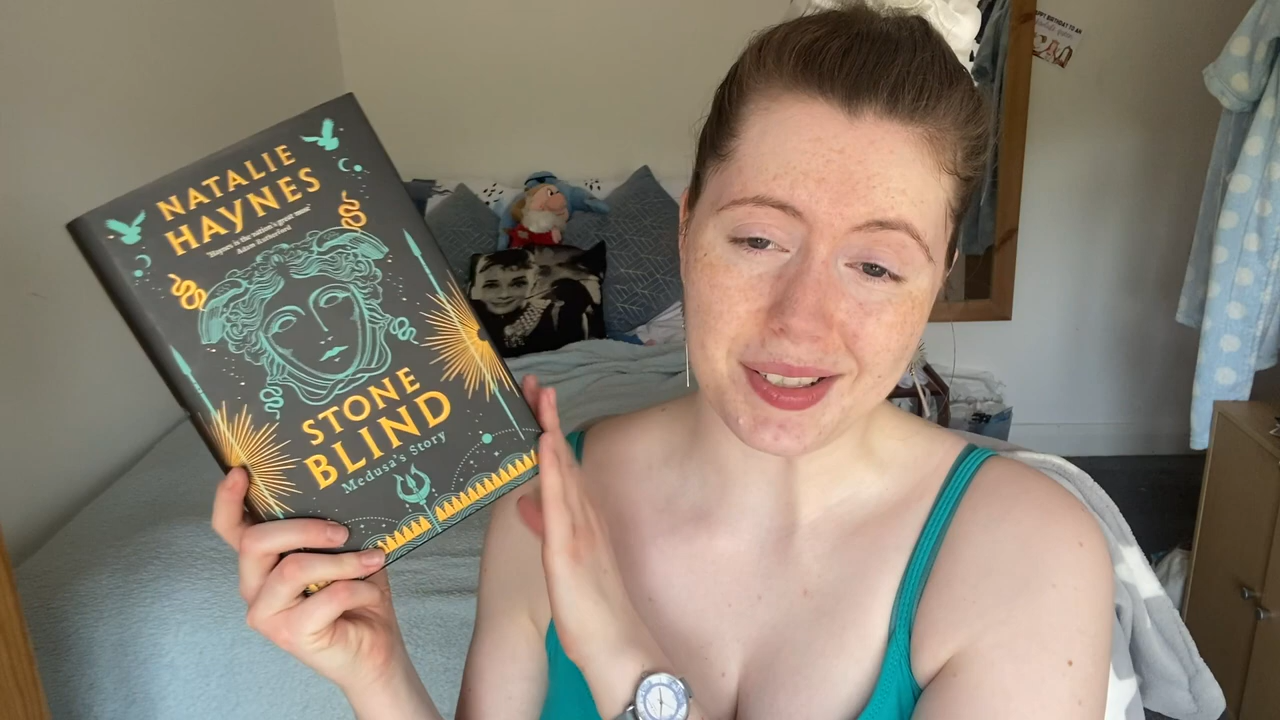 NATALIE
HAYNES
'Haynes is the nation's great muse'
Adam Rutherford
STONE
BLIND
Medusa's Story